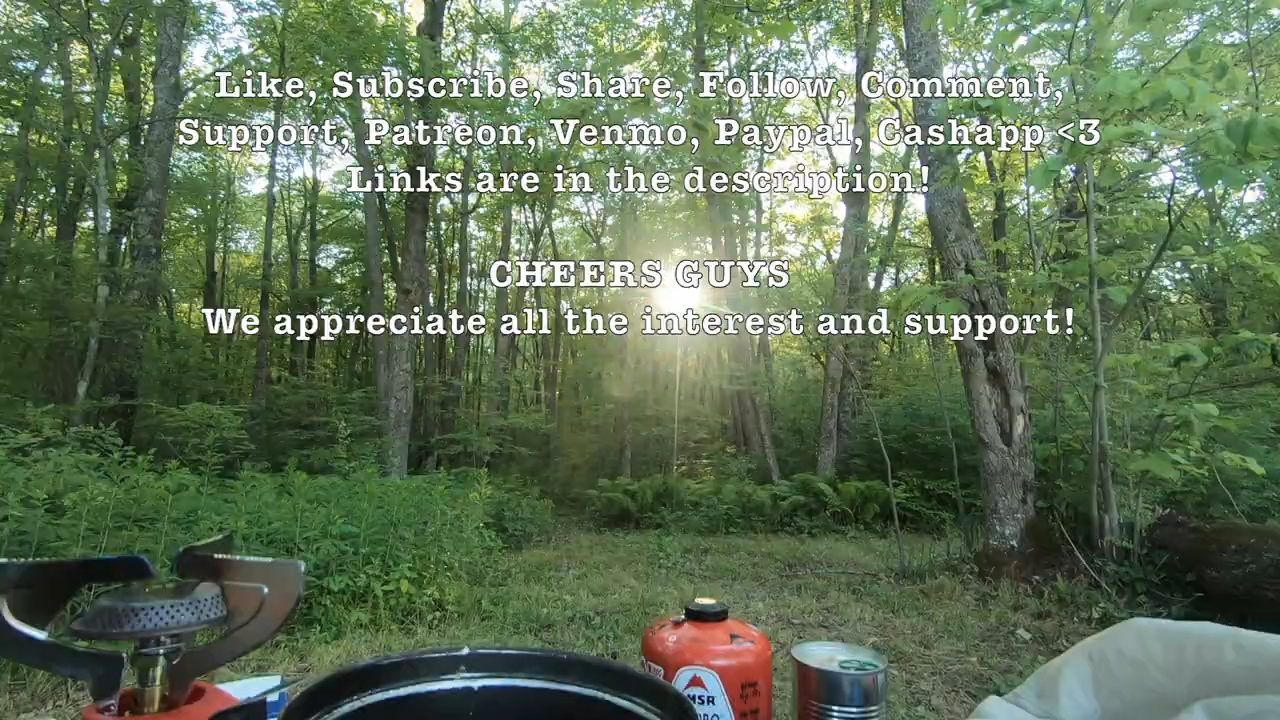 Like, Subscribe, Share, Follow, Comment,
Support, Patreon, Venmo, Paypal, Cashapp <3
Links are in the description!
CHEERS GUYS
We appreciate all the interest and support!
MSR